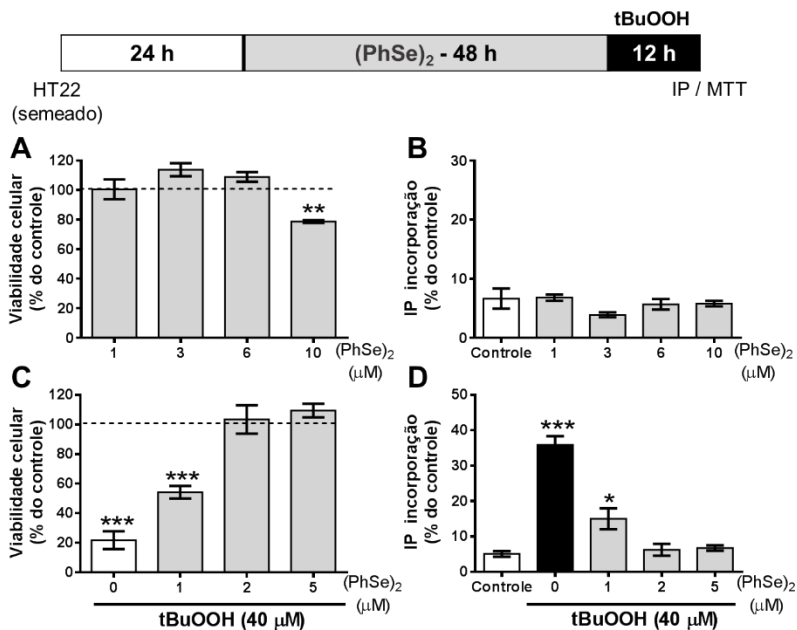 tBuOOH
24 h
(PhSe)₂ - 48 h
12 h
HT22
(semeado)
IP / MTT
A
Viabilidade celular
(% do controle)
120
100
80
60
40
20
0
**
1
3
6
10
(PhSe)₂
(μM)
B
IP incorporação
(% do controle)
30
20
10
0
Controle
1
3
6
10
(PhSe)₂
(μM)
C
Viabilidade celular
(% do controle)
120
100
80
60
40
20
0
***
***
0
1
2
5
(PhSe)₂
(μM)
tBuOOH (40 μM)
D
IP incorporação
(% do controle)
50
40
30
20
10
0
***
*
Controle
0
1
2
5
(PhSe)₂
(μM)
tBuOOH (40 μM)